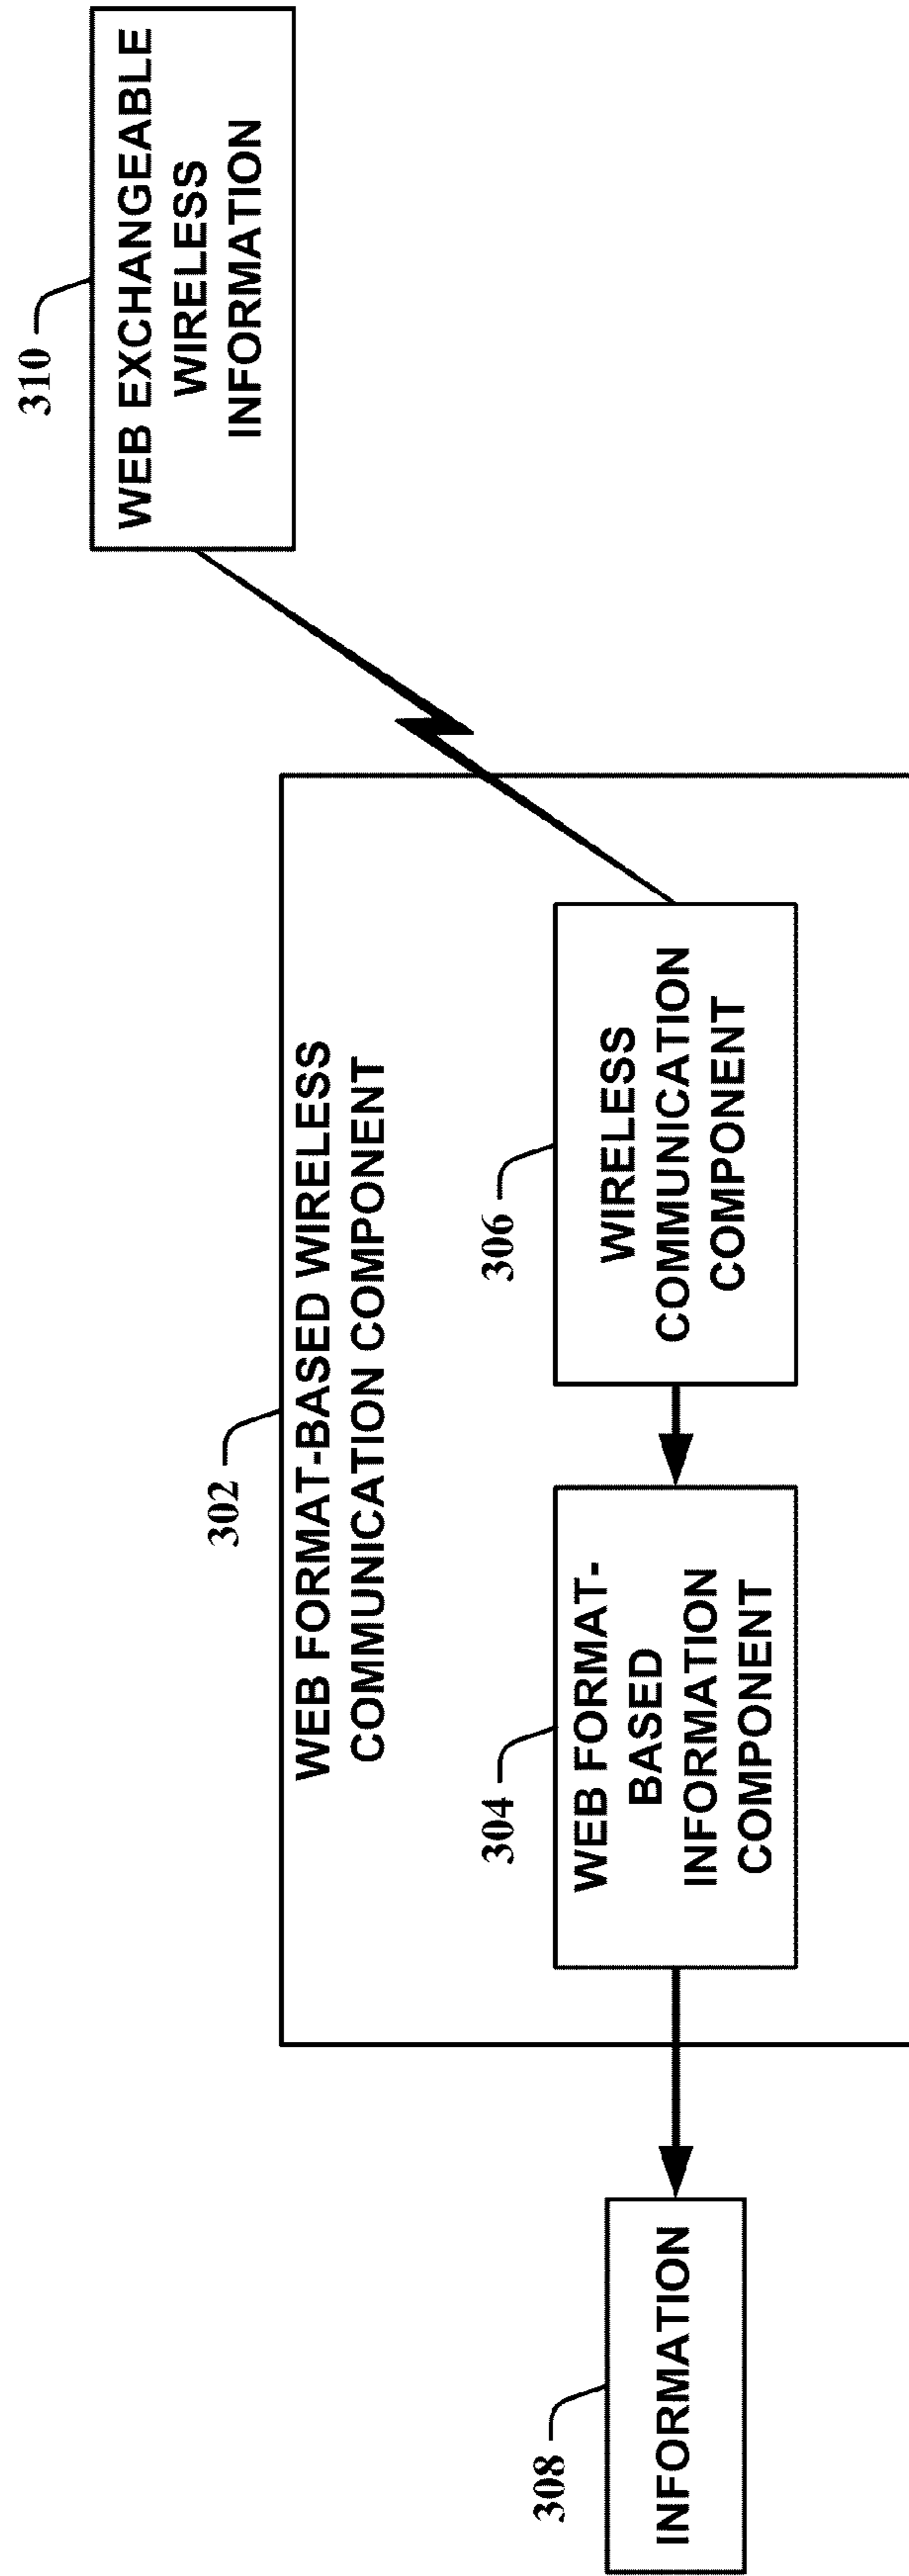 310
WEB EXCHANGEABLE
WIRELESS
INFORMATION
302
WEB FORMAT-BASED WIRELESS
COMMUNICATION COMPONENT
308
INFORMATION
304
WEB FORMAT-
BASED
INFORMATION
COMPONENT
306
WIRELESS
COMMUNICATION
COMPONENT